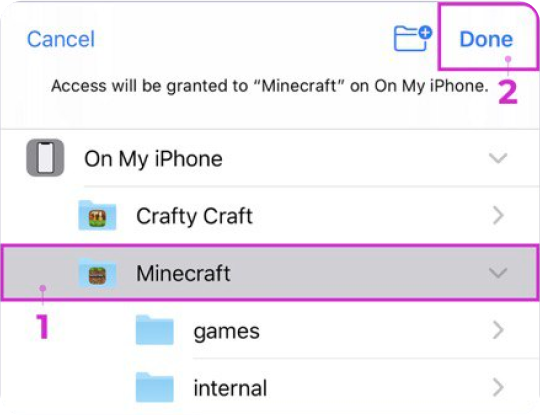 Cancel
Done
Access will be granted to “Minecraft” on On My iPhone.
2
On My iPhone
Crafty Craft
Minecraft
1
games
internal